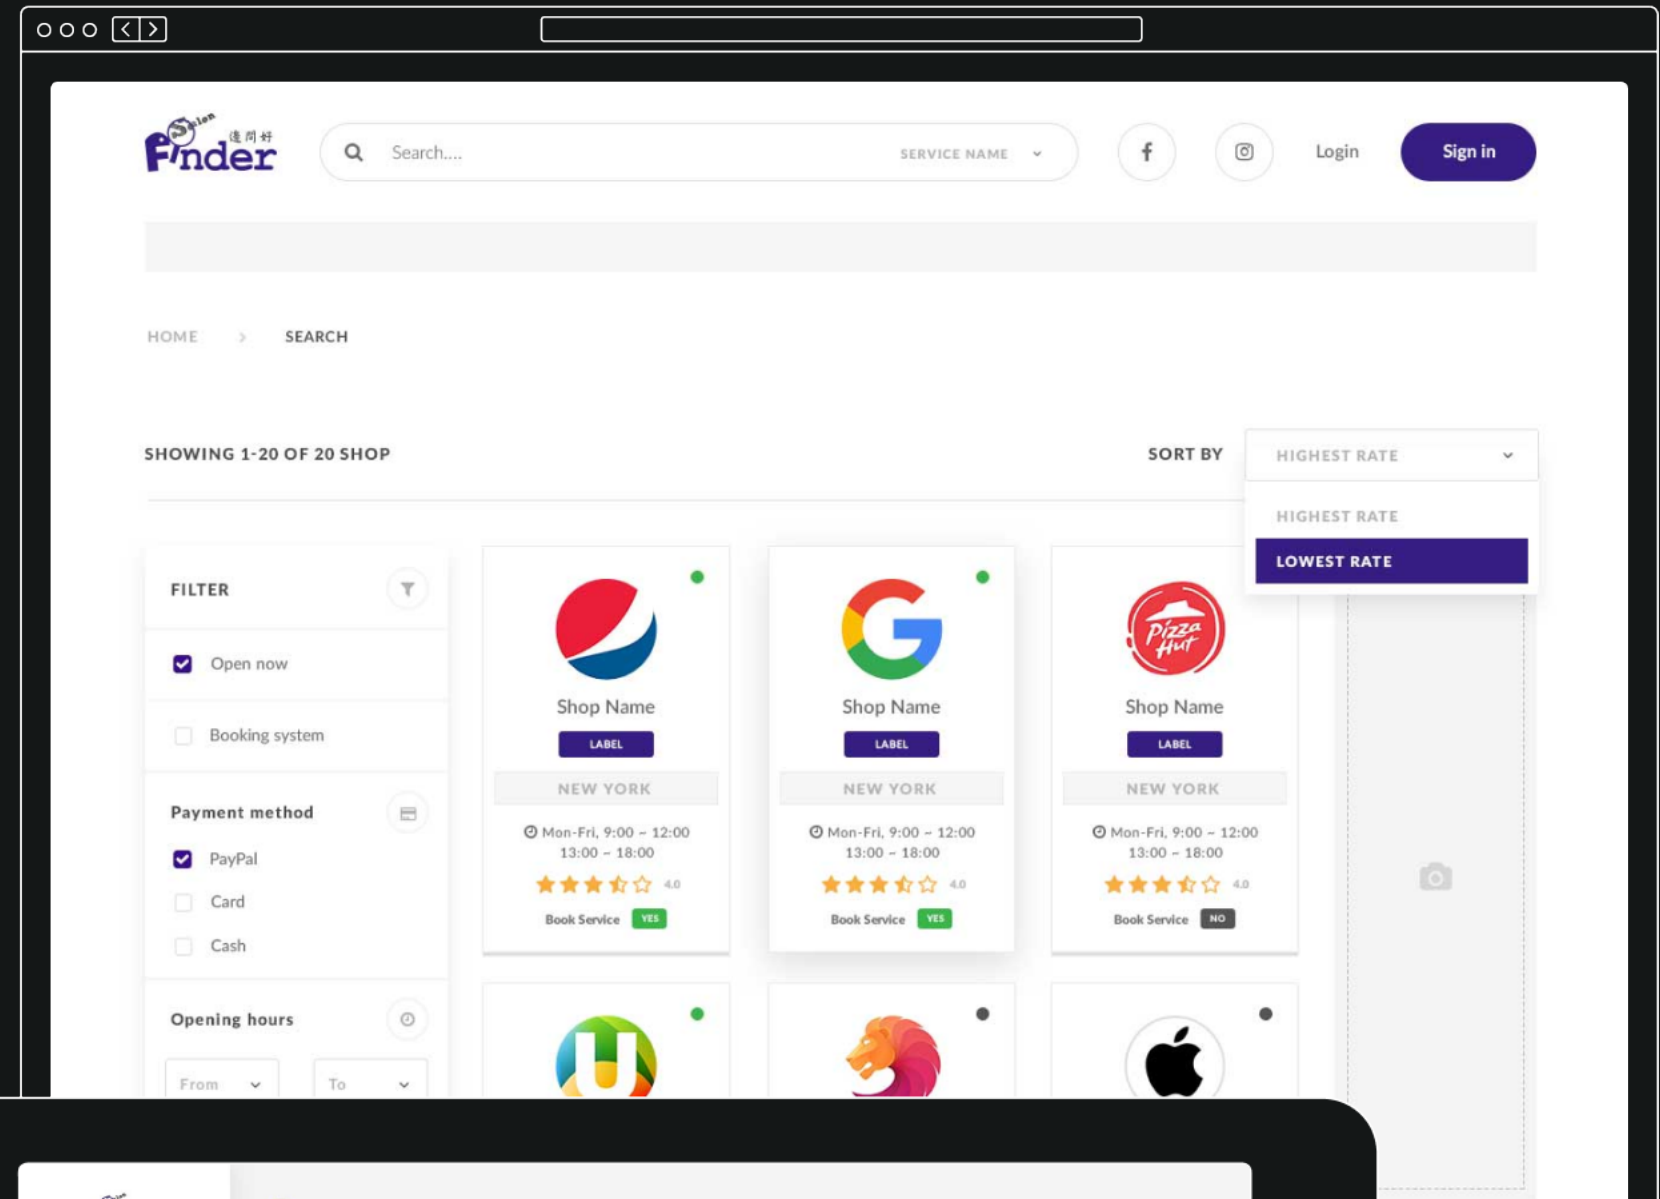 Salon
邊間好
Finder
Search....
SERVICE NAME
Login
Sign in
HOME > SEARCH
SHOWING 1-20 OF 20 SHOP
SORT BY
HIGHEST RATE
HIGHEST RATE
LOWEST RATE
FILTER
Open now
Booking system
Payment method
PayPal
Card
Cash
Opening hours
From
To
Shop Name
LABEL
NEW YORK
Mon-Fri, 9:00 ~ 12:00
13:00 ~ 18:00
4.0
Book Service YES
Shop Name
LABEL
NEW YORK
Mon-Fri, 9:00 ~ 12:00
13:00 ~ 18:00
4.0
Book Service YES
Pizza
Hut
Shop Name
LABEL
NEW YORK
Mon-Fri, 9:00 ~ 12:00
13:00 ~ 18:00
4.0
Book Service NO
U